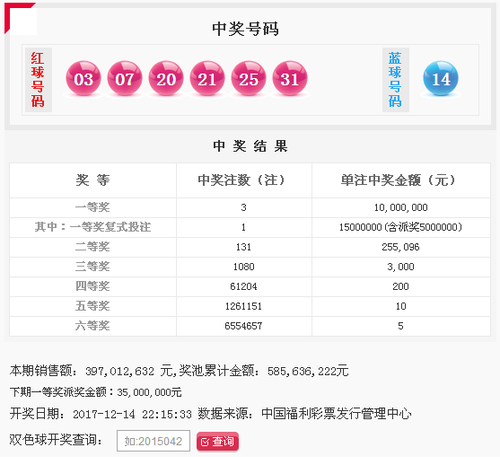 中奖号码
红球号码 03 07 20 21 25 31 蓝球号码 14
中 奖 结 果
奖 等 中奖注数（注） 单注中奖金额（元）
一等奖 3 10,000,000
其中：一等奖复式投注 1 15000000(含派奖5000000)
二等奖 131 255,096
三等奖 1080 3,000
四等奖 61204 200
五等奖 1261151 10
六等奖 6554657 5
本期销售额: 397,012,632 元,奖池累计金额: 585,636,222元
下期一等奖派奖金额：35,000,000元
开奖日期: 2017-12-14 22:15:33 数据来源: 中国福利彩票发行管理中心
双色球开奖查询: 如:2015042 查询